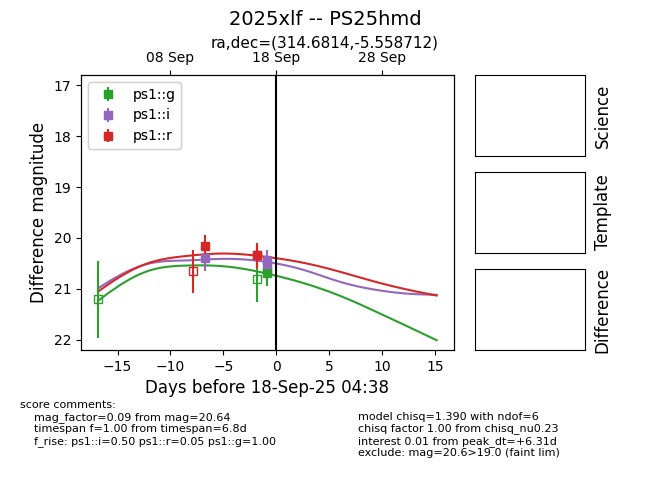 2025xlf -- PS25hmd
ra,dec=(314.6814,-5.558712)
08 Sep 18 Sep 28 Sep
17
18
19
20
21
22
Difference magnitude
ps1::g
ps1::i
ps1::r
−15 −10 −5 0 5 10 15
Days before 18-Sep-25 04:38
Science
Template
Difference
score comments:
mag_factor=0.09 from mag=20.64
timespan f=1.00 from timespan=6.8d
f_rise: ps1::i=0.50 ps1::r=0.05 ps1::g=1.00
model chisq=1.390 with ndof=6
chisq factor 1.00 from chisq_nu0.23
interest 0.01 from peak_dt=+6.31d
exclude: mag=20.6>19.0 (faint lim)